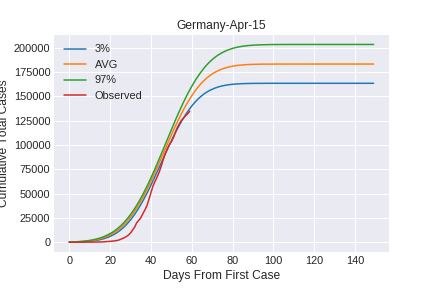 Germany-Apr-15
3%
AVG
97%
Observed
200000
175000
150000
125000
100000
75000
50000
25000
0
Cumulative Total Cases
0 20 40 60 80 100 120 140
Days From First Case